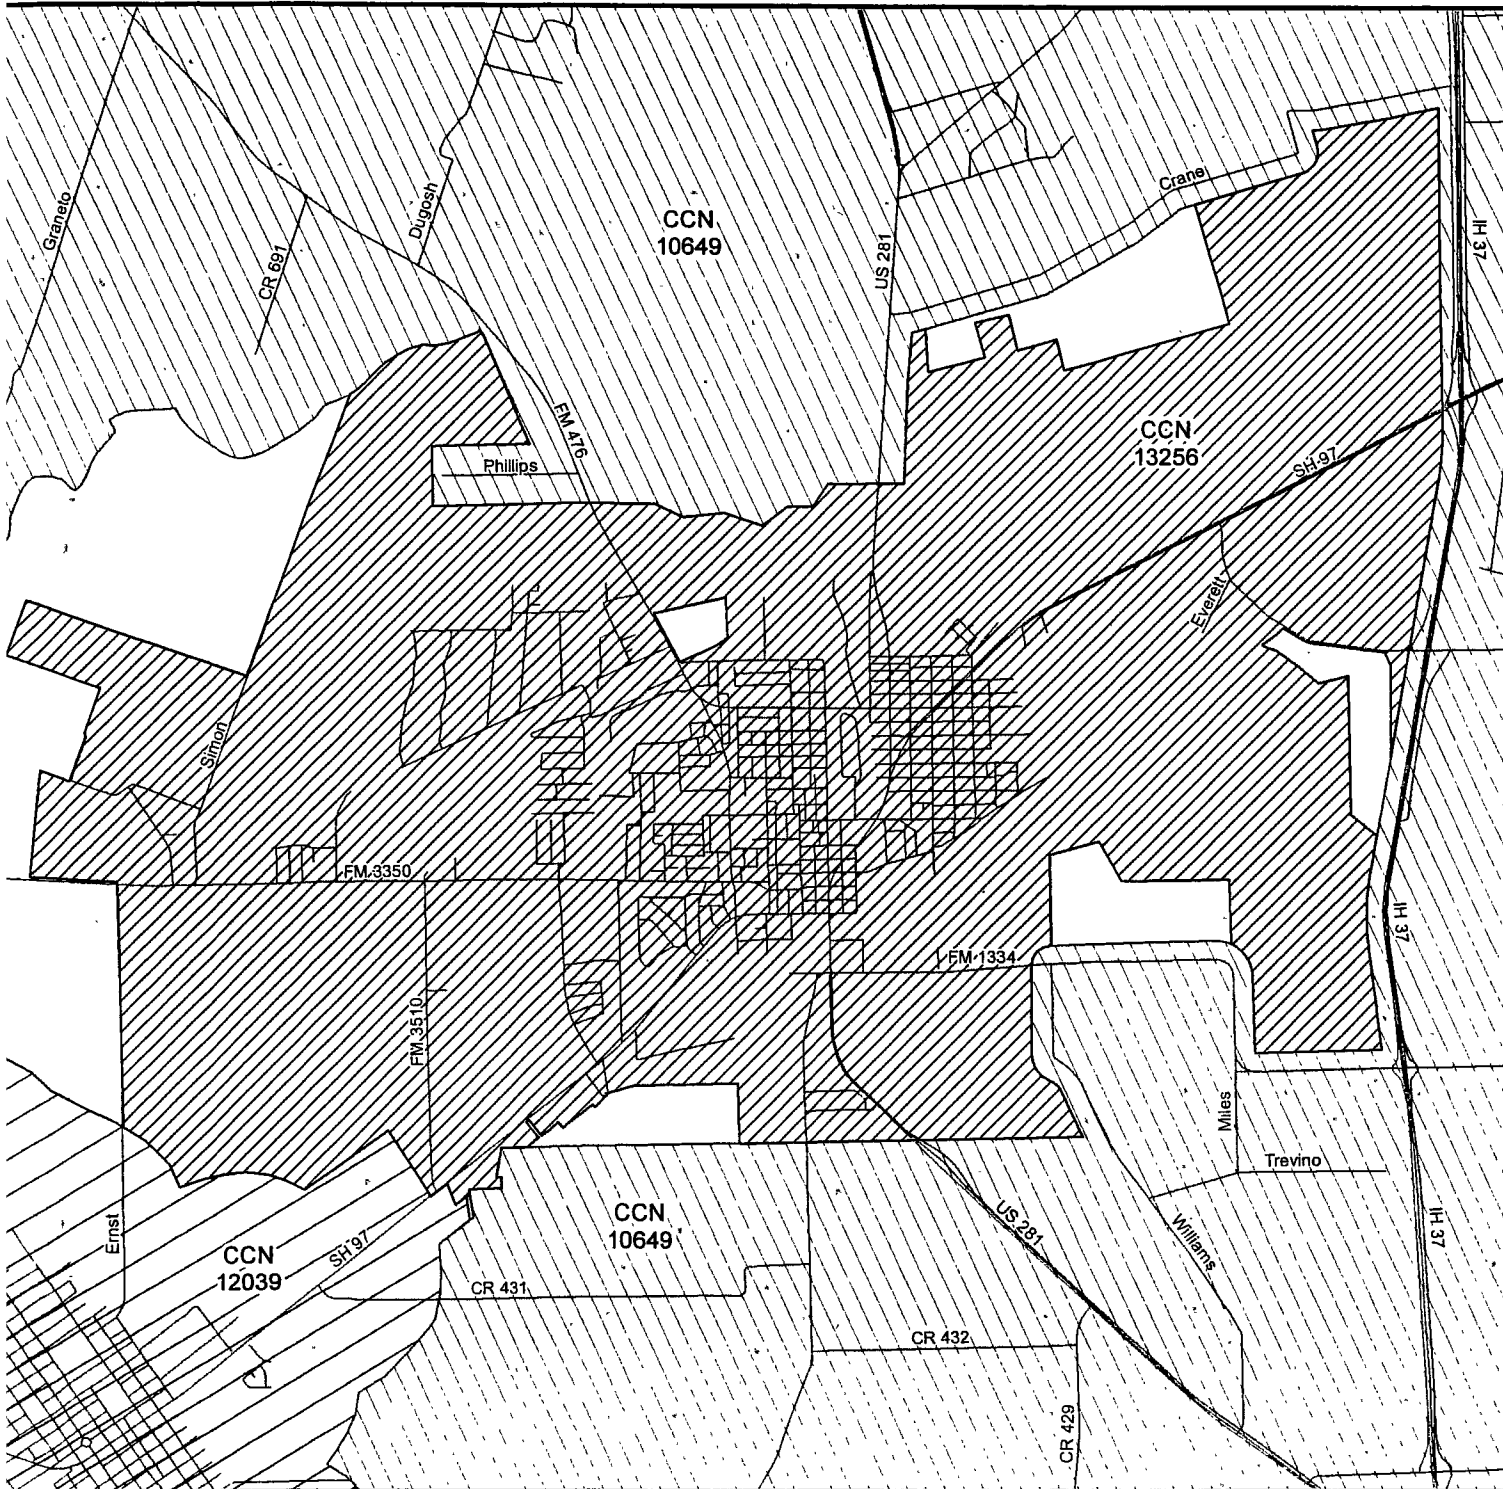 Graneto
CR 691
Dugosh
CCN
10649
US 281
Crane
IH 37
FM 476
Phillips
CCN
13256
SH 97
Everett
Simon
FM 3350
FM 3510
FM 1334
IH 37
Miles
Trevino
Ernst
CCN
12039
SH 97
CCN
10649
CR 431
US 281
Williams
IH 37
CR 432
CR 429